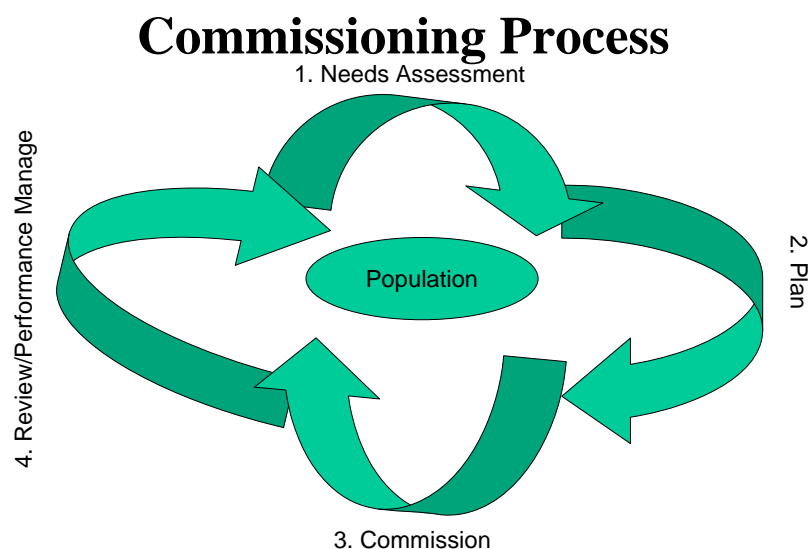 Commissioning Process
1. Needs Assessment
2. Plan
Population
3. Commission
4. Review/Performance Manage